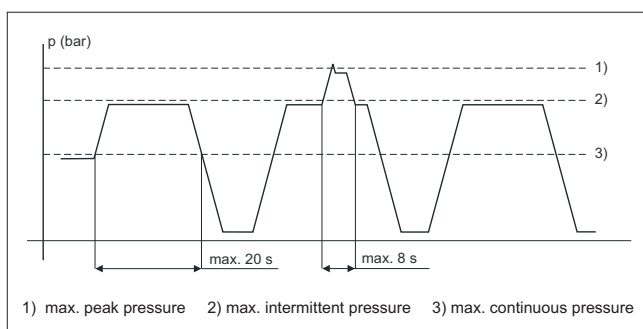 p (bar)
1)
2)
3)
max. 20 s
max. 8 s
1) max. peak pressure 2) max. intermittent pressure 3) max. continuous pressure